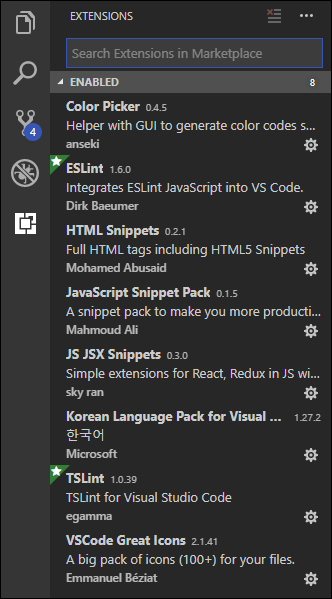 EXTENSIONS
Search Extensions in Marketplace
ENABLED 8
Color Picker 0.4.5
Helper with GUI to generate color codes s...
anseki
4
ESLint 1.6.0
Integrates ESLint JavaScript into VS Code.
Dirk Baeumer
HTML Snippets 0.2.1
Full HTML tags including HTML5 Snippets
Mohamed Abusaid
JavaScript Snippet Pack 0.1.5
A snippet pack to make you more producti...
Mahmoud Ali
JS JSX Snippets 0.3.0
Simple extensions for React, Redux in JS wi...
sky ran
Korean Language Pack for Visual ... 1.27.2
한국어
Microsoft
TSLint 1.0.39
TSLint for Visual Studio Code
egamma
VSCode Great Icons 2.1.41
A big pack of icons (100+) for your files.
Emmanuel Béziat